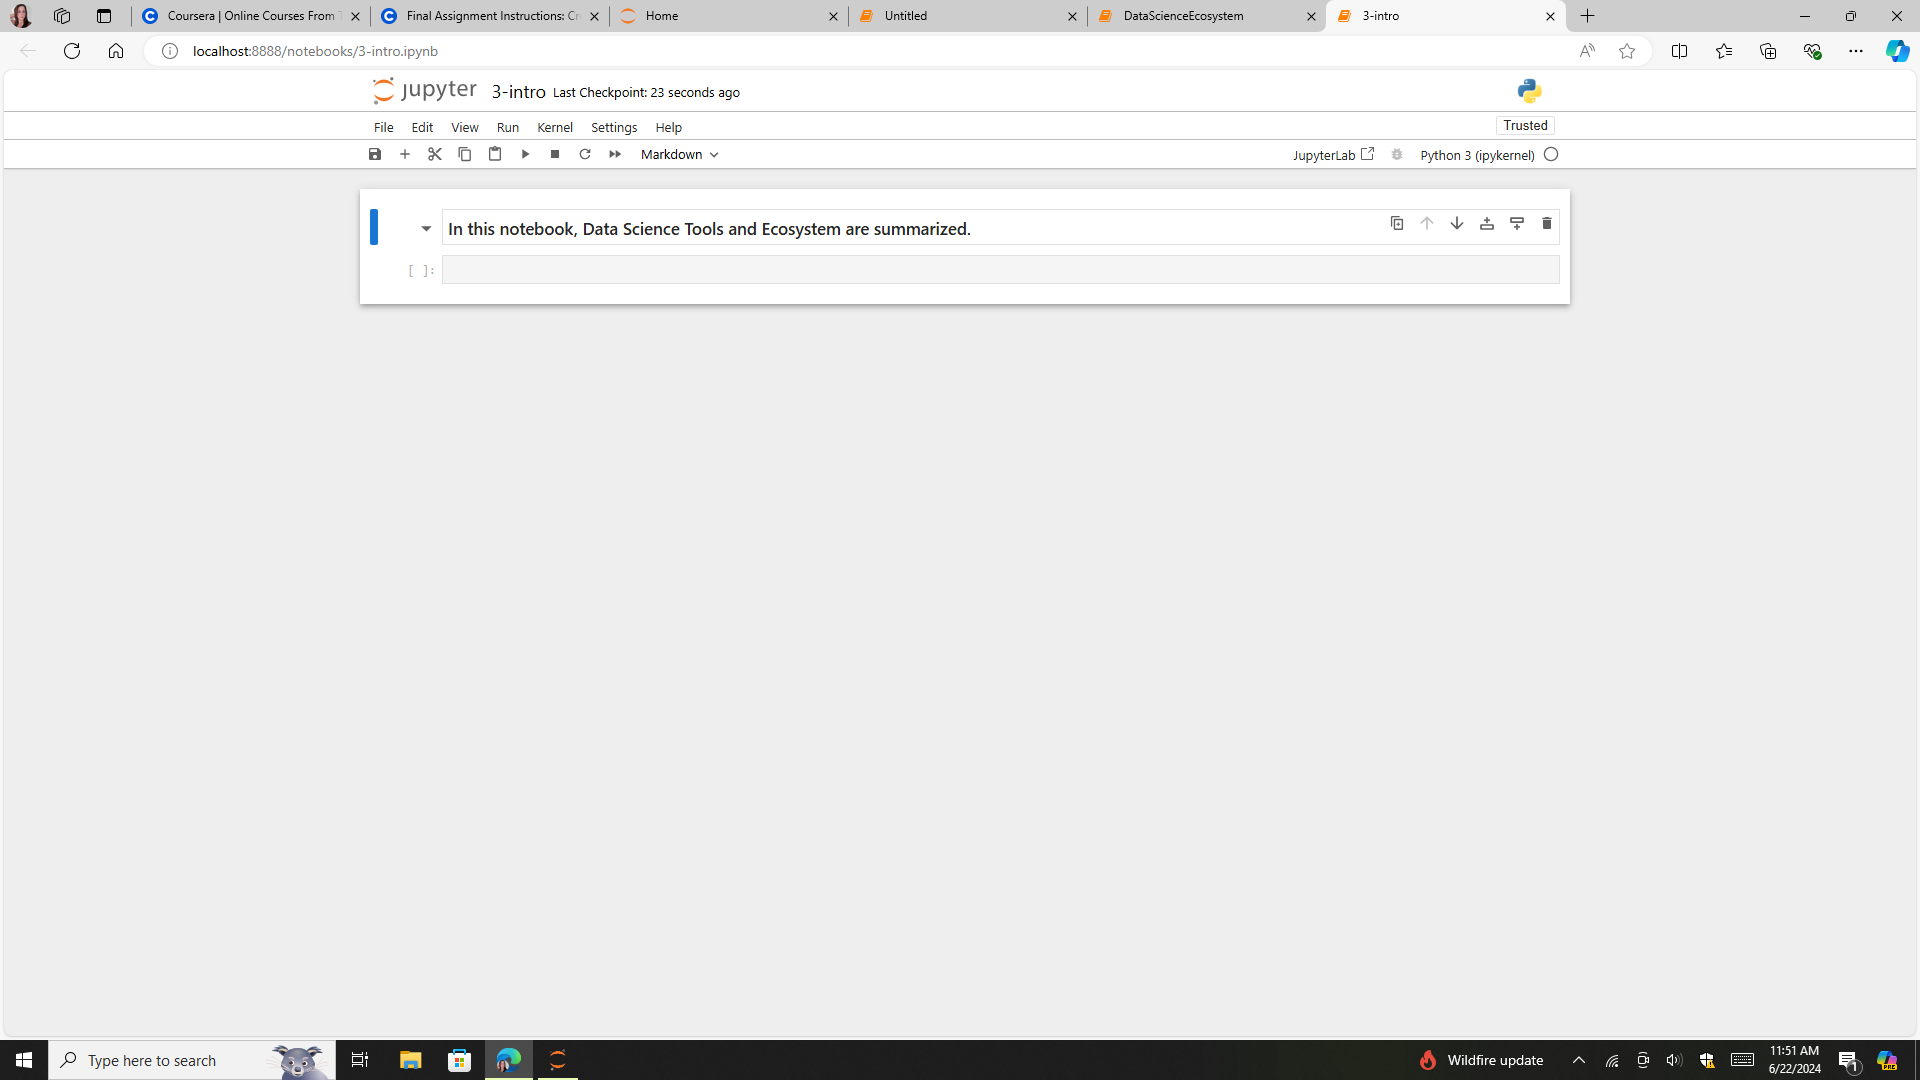 Coursera | Online Courses From T
Final Assignment Instructions: Cr
Home
Untitled
DataScienceEcosystem
3-intro
localhost:8888/notebooks/3-intro.ipynb
jupyter 3-intro Last Checkpoint: 23 seconds ago
File Edit View Run Kernel Settings Help
Trusted
Markdown
JupyterLab
Python 3 (ipykernel)
In this notebook, Data Science Tools and Ecosystem are summarized.
[ ]:
Type here to search
Wildfire update
11:51 AM
6/22/2024
1
PRE